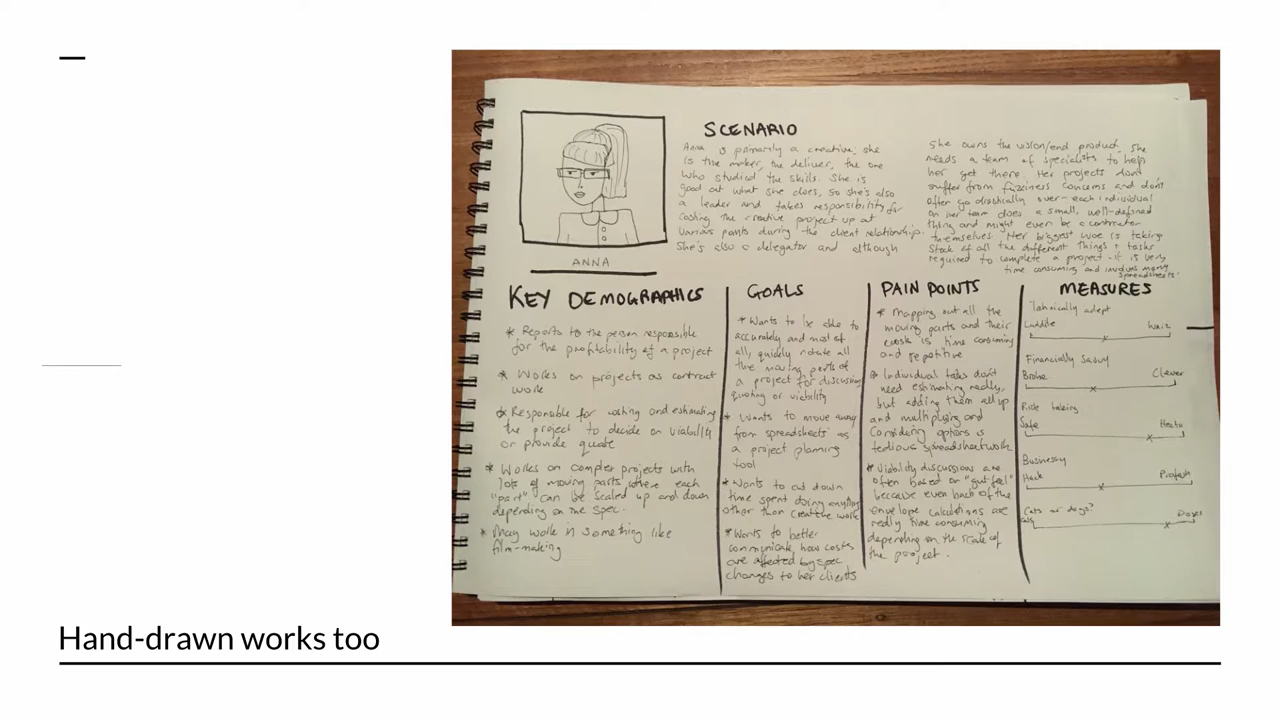 SCENARIO
Anna is primarily a creative; she
is the maker, the deliver, the one
who studied the skills. She is
good at what she does, so she's also
a leader and takes responsibility for
costing the creative project up at
various points during the client relationship.
She's also a delegator and although
She owns the vision/end product, she
needs a team of specialists to help
her get there. Her projects don't
suffer from fuzziness concerns and don't
often go drastically over - each individual
on her team does a small, well-defined
thing and might even be a contractor
themselves. Her biggest woe is taking
stock of all the different things + tasks
required to complete a project - it is very
time consuming and involves many
spreadsheets.
ANNA
KEY DEMOGRAPHICS
* Reports to the person responsible
for the profitability of a project
* Works on projects as contract
work
* Responsible for costing and estimating
the project to decide on viability
or provide quote
* Works on complex projects with
lots of moving parts where each
"part" can be scaled up and down
depending on the spec.
* May work in something like
film-making
GOALS
* Wants to be able to
accurately and most of
all, quickly notate all
the moving parts of
a project for discussing
quoting or viability
* Wants to move away
from spreadsheets as
a project planning
tool
* Wants to cut down
time spent doing anything
other than creative work
* Wants to better
communicate how costs
are affected by spec
changes to her clients
PAIN POINTS
* Mapping out all the
moving parts and their
costs is time consuming
and repetitive
* Individual tasks don't
need estimating really,
but adding them all up
and multiplying and
considering options is
tedious spreadsheet work
* Viability discussions are
often based on "gut feel"
because even back of the
envelope calculations are
really time consuming
depending on the scale of
the project.
MEASURES
Technically adept
Luddite Whiz
Financially Savvy
Broke Clever
Risk taking
Safe
Businessy
Hack Profesh
Cats or dogs?
Cats Doges
Hand-drawn works too